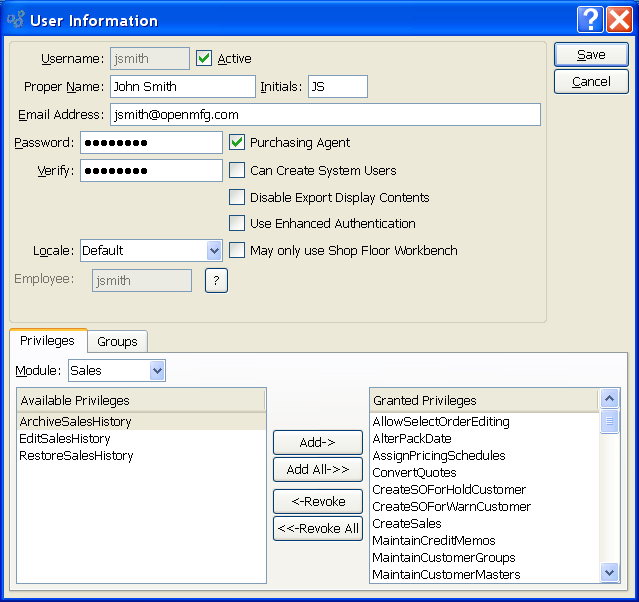 User Information
Username: jsmith Active Save
Proper Name: John Smith Initials: JS Cancel
Email Address: jsmith@openmfg.com
Password: ●●●●●●●● Purchasing Agent
Verify: ●●●●●●●● Can Create System Users
Disable Export Display Contents
Use Enhanced Authentication
Locale: Default May only use Shop Floor Workbench
Employee: jsmith ?
Privileges Groups
Module: Sales
Available Privileges
ArchiveSalesHistory
EditSalesHistory
RestoreSalesHistory
Add->
Add All->>
<-Revoke
<<-Revoke All
Granted Privileges
AllowSelectOrderEditing
AlterPackDate
AssignPricingSchedules
ConvertQuotes
CreateSOForHoldCustomer
CreateSOForWarnCustomer
CreateSales
MaintainCreditMemos
MaintainCustomerGroups
MaintainCustomerMasters